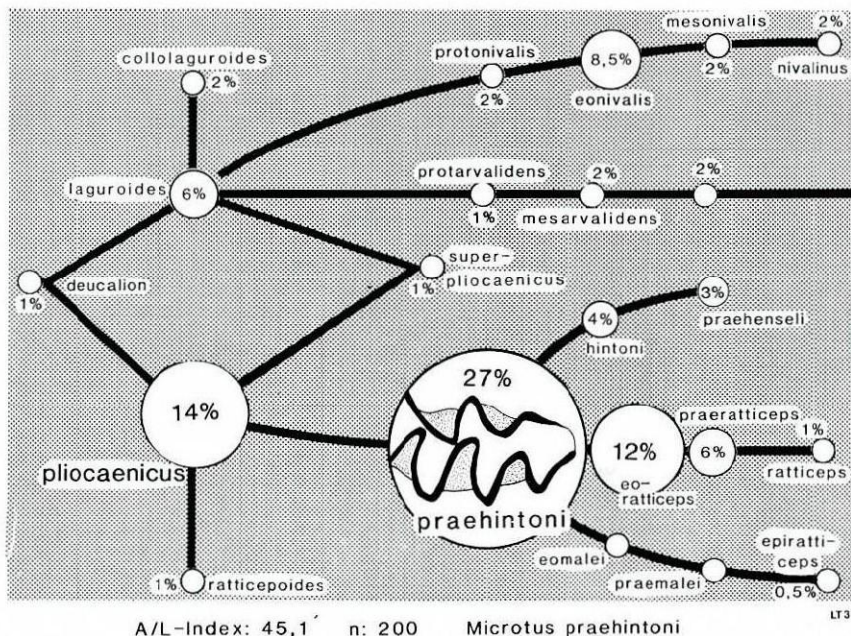 mesonivalis
2%
collolaguroides
protonivalis
2%
8,5%
2%
nivalinus
2%
eonivalis
laguroides
6%
protarvalidens
2%
2%
1%
mesarvalidens
super-
pliocaenicus
1%
deucalion
1%
3%
praehenseli
4%
hintoni
27%
14%
praeratticeps
1%
12%
6%
eo-
ratticeps
ratticeps
pliocaenicus
praehintoni
eomalei
epiratti-
ceps
praemalei
0,5%
1%
ratticepoides
LT3
A/L-Index: 45,1´ n: 200 Microtus praehintoni